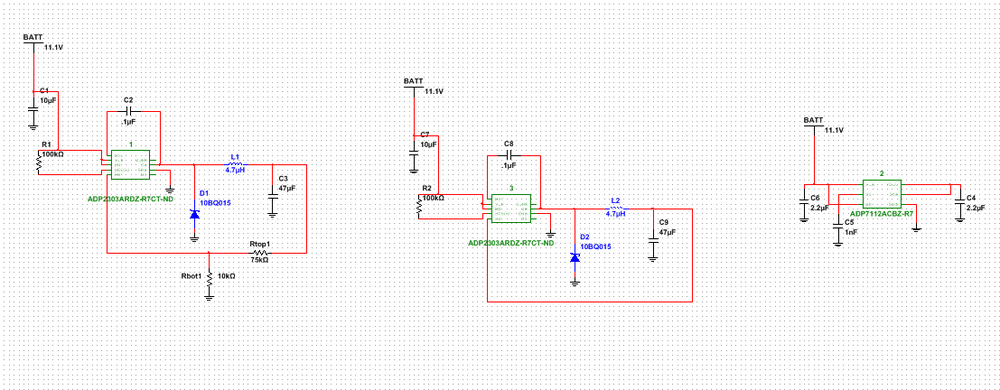 BATT
11.1V
C1
10µF
C2
.1µF
R1
100kΩ
1
ADP2303ARDZ-R7CT-ND
L1
4.7µH
D1
10BQ015
C3
47µF
Rtop1
75kΩ
Rbot1
10kΩ
BATT
11.1V
C7
10µF
C8
.1µF
R2
100kΩ
3
ADP2303ARDZ-R7CT-ND
L2
4.7µH
D2
10BQ015
C9
47µF
BATT
11.1V
2
C6
2.2µF
C5
1nF
ADP7112ACBZ-R7
C4
2.2µF